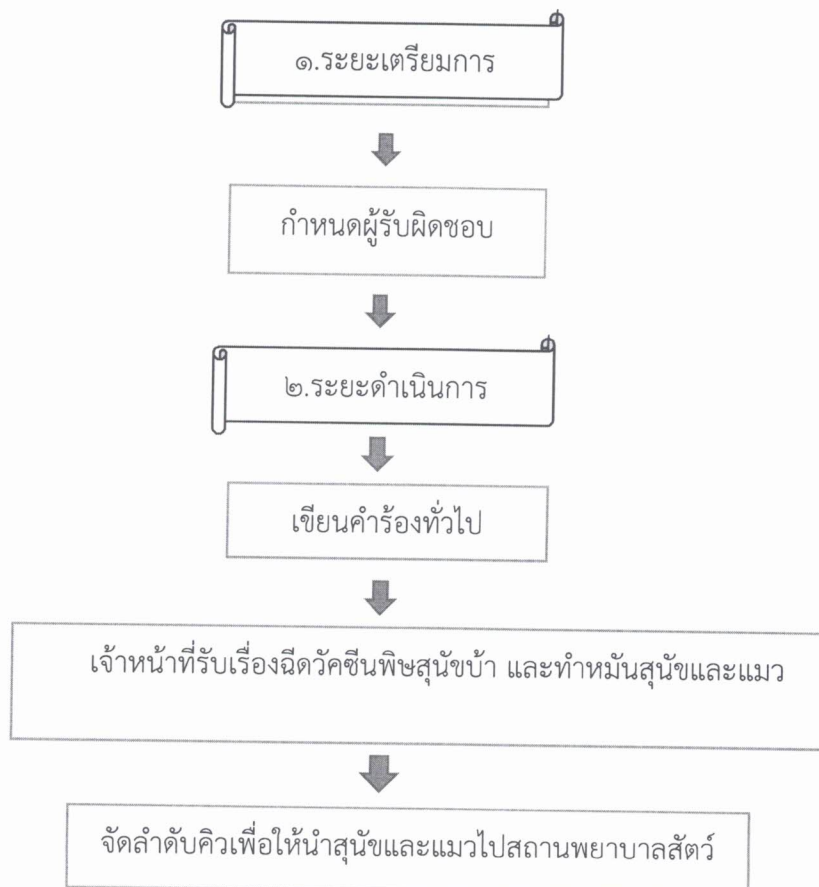 ๑.ระยะเตรียมการ
กำหนดผู้รับผิดชอบ
๒.ระยะดำเนินการ
เขียนคำร้องทั่วไป
เจ้าหน้าที่รับเรื่องฉีดวัคซีนพิษสุนัขบ้า และทำหมันสุนัขและแมว
จัดลำดับคิวเพื่อให้นำสุนัขและแมวไปสถานพยาบาลสัตว์